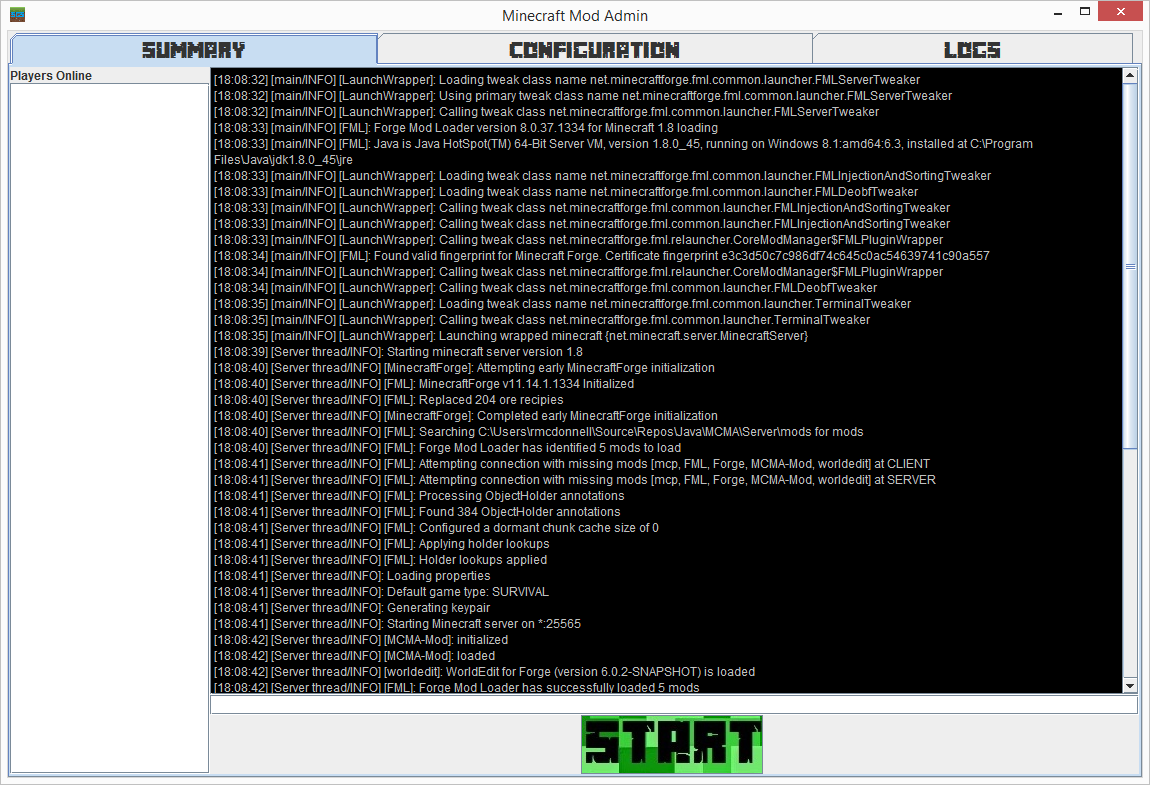 Minecraft Mod Admin
SUMMARY
CONFIGURATION
LOGS
Players Online
[18:08:32] [main/INFO] [LaunchWrapper]: Loading tweak class name net.minecraftforge.fml.common.launcher.FMLServerTweaker
[18:08:32] [main/INFO] [LaunchWrapper]: Using primary tweak class name net.minecraftforge.fml.common.launcher.FMLServerTweaker
[18:08:32] [main/INFO] [LaunchWrapper]: Calling tweak class net.minecraftforge.fml.common.launcher.FMLServerTweaker
[18:08:33] [main/INFO] [FML]: Forge Mod Loader version 8.0.37.1334 for Minecraft 1.8 loading
[18:08:33] [main/INFO] [FML]: Java is Java HotSpot(TM) 64-Bit Server VM, version 1.8.0_45, running on Windows 8.1:amd64:6.3, installed at C:\Program
Files\Java\jdk1.8.0_45\jre
[18:08:33] [main/INFO] [LaunchWrapper]: Loading tweak class name net.minecraftforge.fml.common.launcher.FMLInjectionAndSortingTweaker
[18:08:33] [main/INFO] [LaunchWrapper]: Loading tweak class name net.minecraftforge.fml.common.launcher.FMLDeobfTweaker
[18:08:33] [main/INFO] [LaunchWrapper]: Calling tweak class net.minecraftforge.fml.common.launcher.FMLInjectionAndSortingTweaker
[18:08:33] [main/INFO] [LaunchWrapper]: Calling tweak class net.minecraftforge.fml.common.launcher.FMLInjectionAndSortingTweaker
[18:08:33] [main/INFO] [LaunchWrapper]: Calling tweak class net.minecraftforge.fml.relauncher.CoreModManager$FMLPluginWrapper
[18:08:34] [main/INFO] [FML]: Found valid fingerprint for Minecraft Forge. Certificate fingerprint e3c3d50c7c986df74c645c0ac54639741c90a557
[18:08:34] [main/INFO] [LaunchWrapper]: Calling tweak class net.minecraftforge.fml.relauncher.CoreModManager$FMLPluginWrapper
[18:08:34] [main/INFO] [LaunchWrapper]: Calling tweak class net.minecraftforge.fml.common.launcher.FMLDeobfTweaker
[18:08:35] [main/INFO] [LaunchWrapper]: Loading tweak class name net.minecraftforge.fml.common.launcher.TerminalTweaker
[18:08:35] [main/INFO] [LaunchWrapper]: Calling tweak class net.minecraftforge.fml.common.launcher.TerminalTweaker
[18:08:35] [main/INFO] [LaunchWrapper]: Launching wrapped minecraft {net.minecraft.server.MinecraftServer}
[18:08:39] [Server thread/INFO]: Starting minecraft server version 1.8
[18:08:40] [Server thread/INFO] [MinecraftForge]: Attempting early MinecraftForge initialization
[18:08:40] [Server thread/INFO] [FML]: MinecraftForge v11.14.1.1334 Initialized
[18:08:40] [Server thread/INFO] [FML]: Replaced 204 ore recipies
[18:08:40] [Server thread/INFO] [MinecraftForge]: Completed early MinecraftForge initialization
[18:08:40] [Server thread/INFO] [FML]: Searching C:\Users\rmcdonnell\Source\Repos\Java\MCMA\Server\mods for mods
[18:08:40] [Server thread/INFO] [FML]: Forge Mod Loader has identified 5 mods to load
[18:08:41] [Server thread/INFO] [FML]: Attempting connection with missing mods [mcp, FML, Forge, MCMA-Mod, worldedit] at CLIENT
[18:08:41] [Server thread/INFO] [FML]: Attempting connection with missing mods [mcp, FML, Forge, MCMA-Mod, worldedit] at SERVER
[18:08:41] [Server thread/INFO] [FML]: Processing ObjectHolder annotations
[18:08:41] [Server thread/INFO] [FML]: Found 384 ObjectHolder annotations
[18:08:41] [Server thread/INFO] [FML]: Configured a dormant chunk cache size of 0
[18:08:41] [Server thread/INFO] [FML]: Applying holder lookups
[18:08:41] [Server thread/INFO] [FML]: Holder lookups applied
[18:08:41] [Server thread/INFO]: Loading properties
[18:08:41] [Server thread/INFO]: Default game type: SURVIVAL
[18:08:41] [Server thread/INFO]: Generating keypair
[18:08:41] [Server thread/INFO]: Starting Minecraft server on *:25565
[18:08:42] [Server thread/INFO] [MCMA-Mod]: initialized
[18:08:42] [Server thread/INFO] [MCMA-Mod]: loaded
[18:08:42] [Server thread/INFO] [worldedit]: WorldEdit for Forge (version 6.0.2-SNAPSHOT) is loaded
[18:08:42] [Server thread/INFO] [FML]: Forge Mod Loader has successfully loaded 5 mods
START